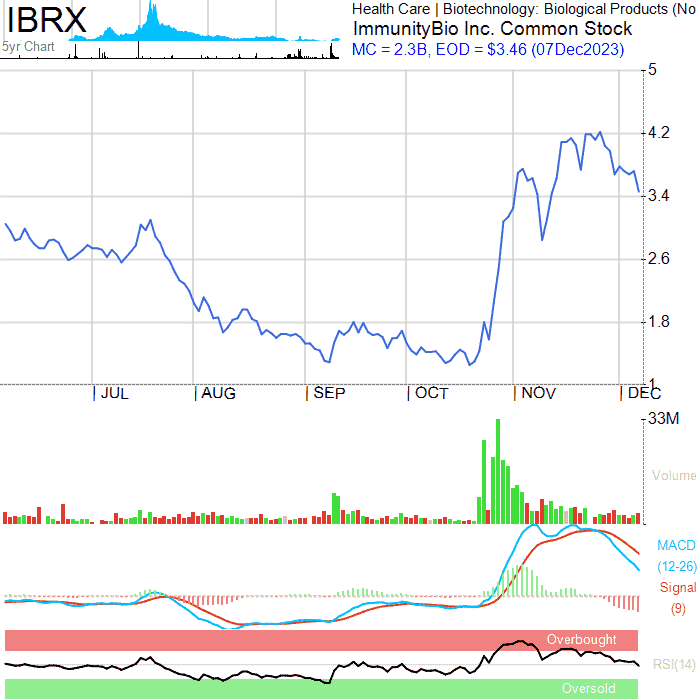 IBRX
5yr Chart
Health Care | Biotechnology: Biological Products (No
ImmunityBio Inc. Common Stock
MC = 2.3B, EOD = $3.46 (07Dec2023)
5
4.2
3.4
2.6
1.8
1
JUL AUG SEP OCT NOV DEC
33M
Volume
MACD
(12-26)
Signal
(9)
Overbought
RSI(14)
Oversold